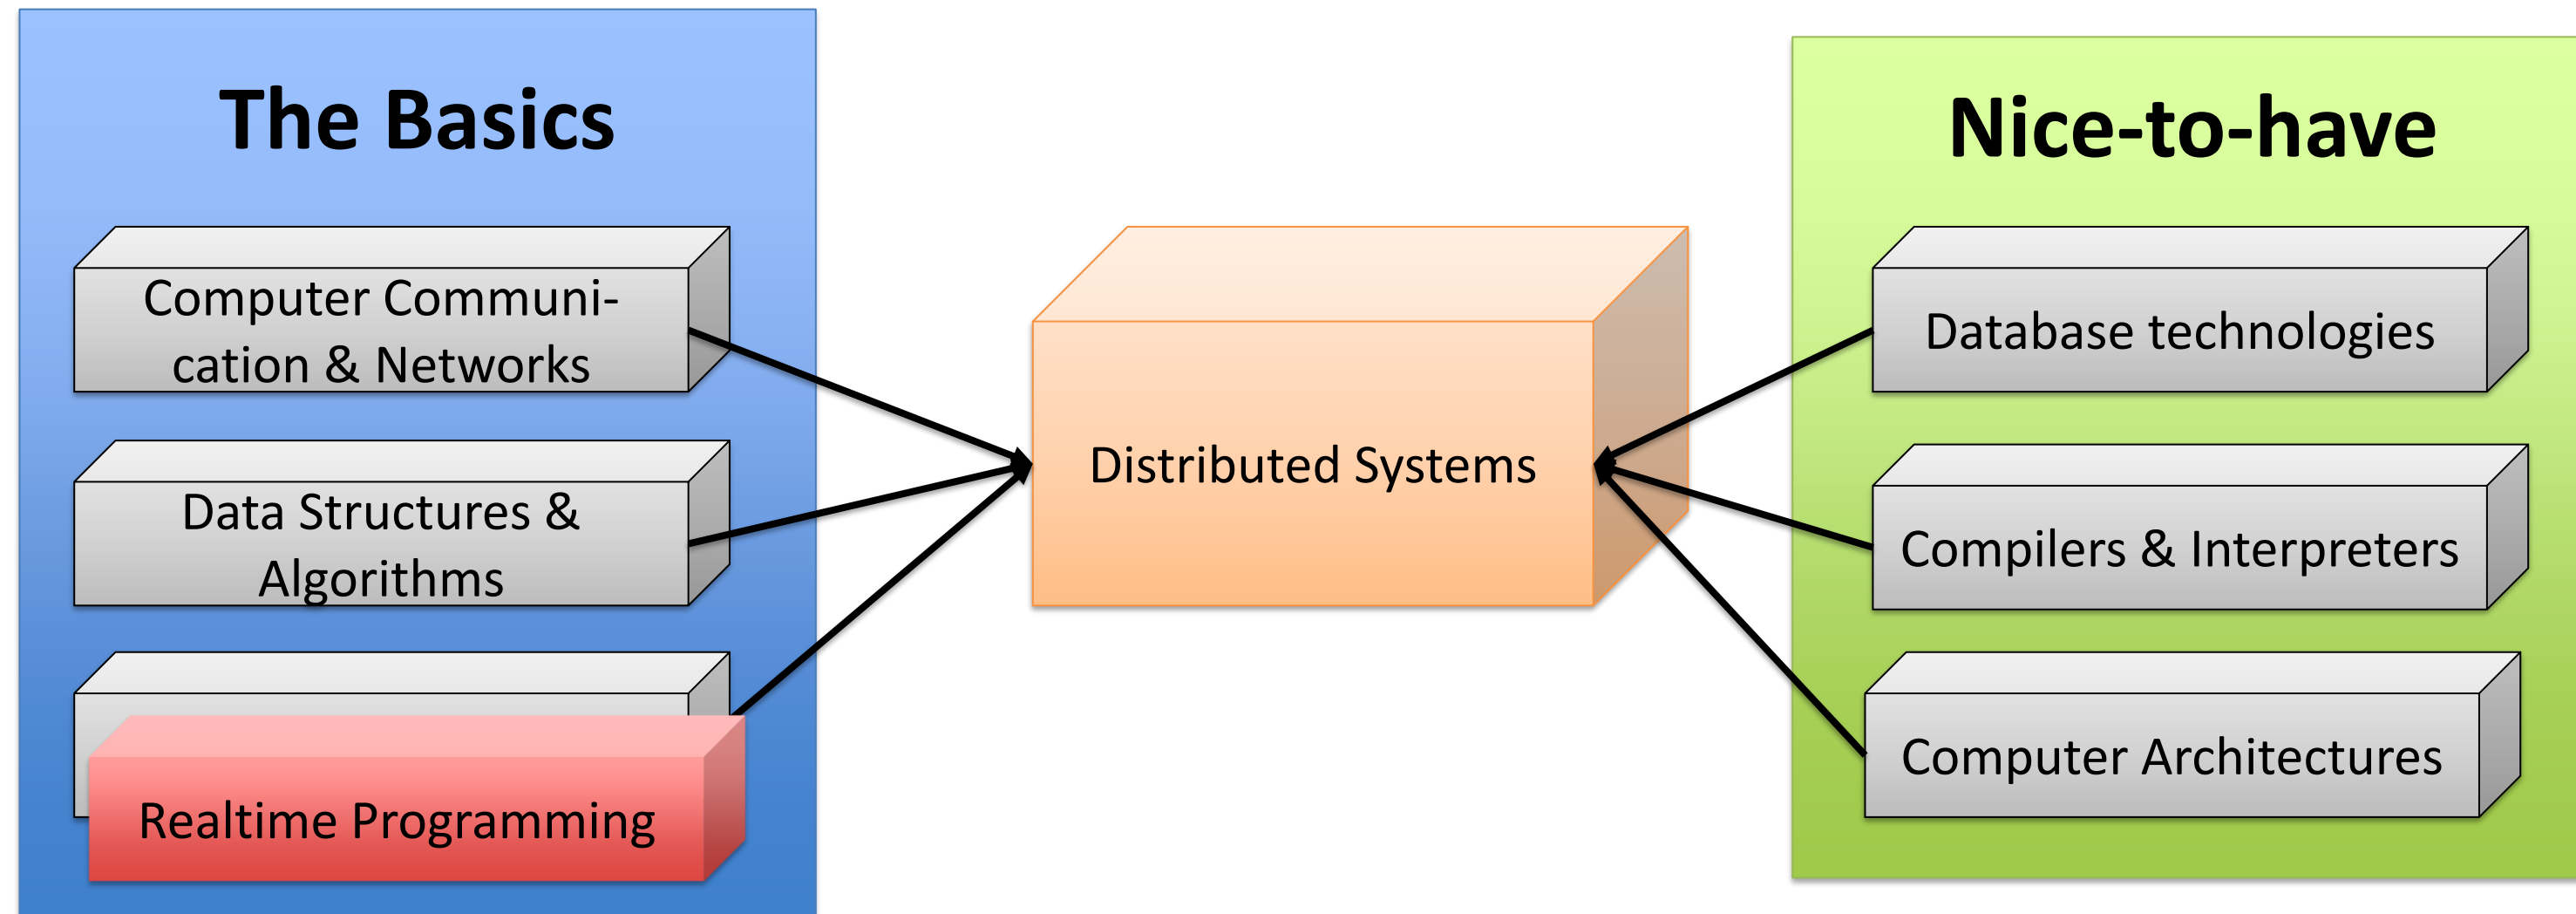 The Basics
Computer Communi-
cation & Networks
Data Structures &
Algorithms
Realtime Programming
Distributed Systems
Nice-to-have
Database technologies
Compilers & Interpreters
Computer Architectures